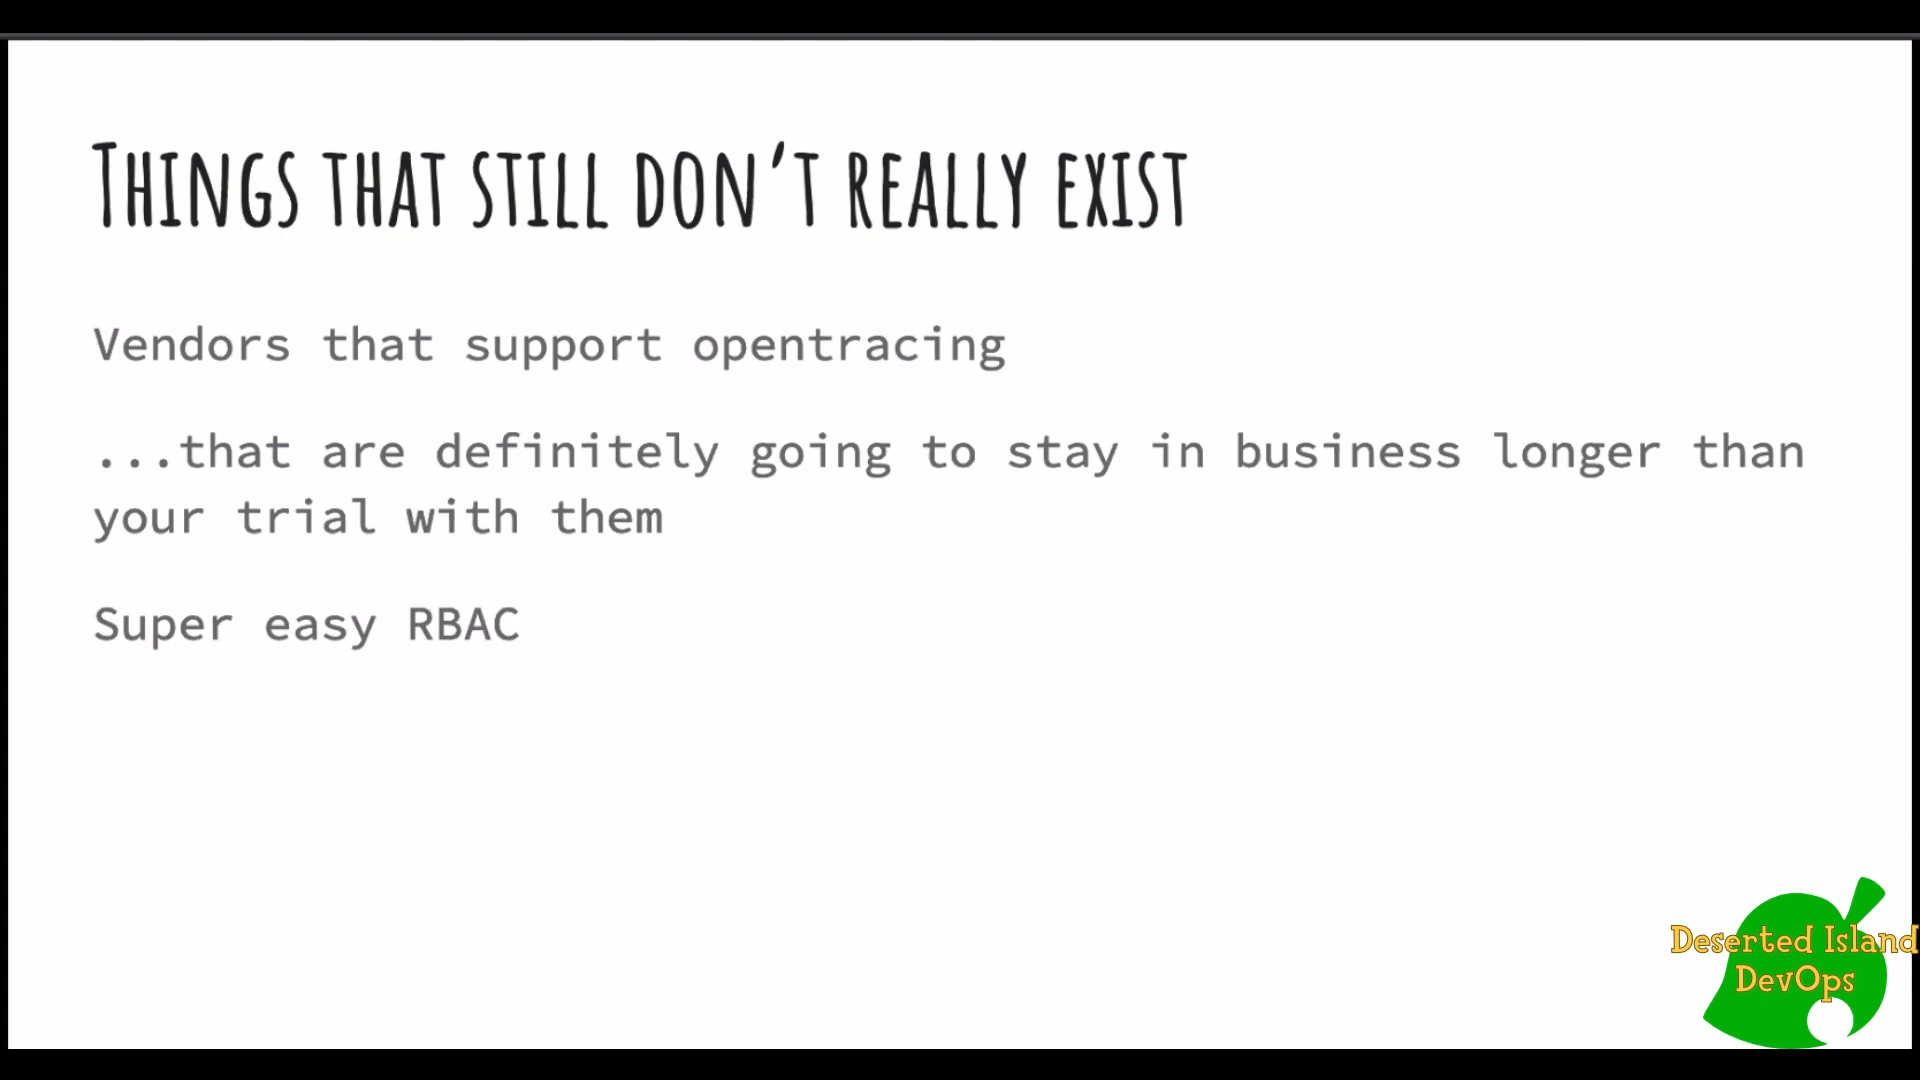 Things that still don't really exist
Vendors that support opentracing
...that are definitely going to stay in business longer than
your trial with them
Super easy RBAC
Deserted Island
DevOps